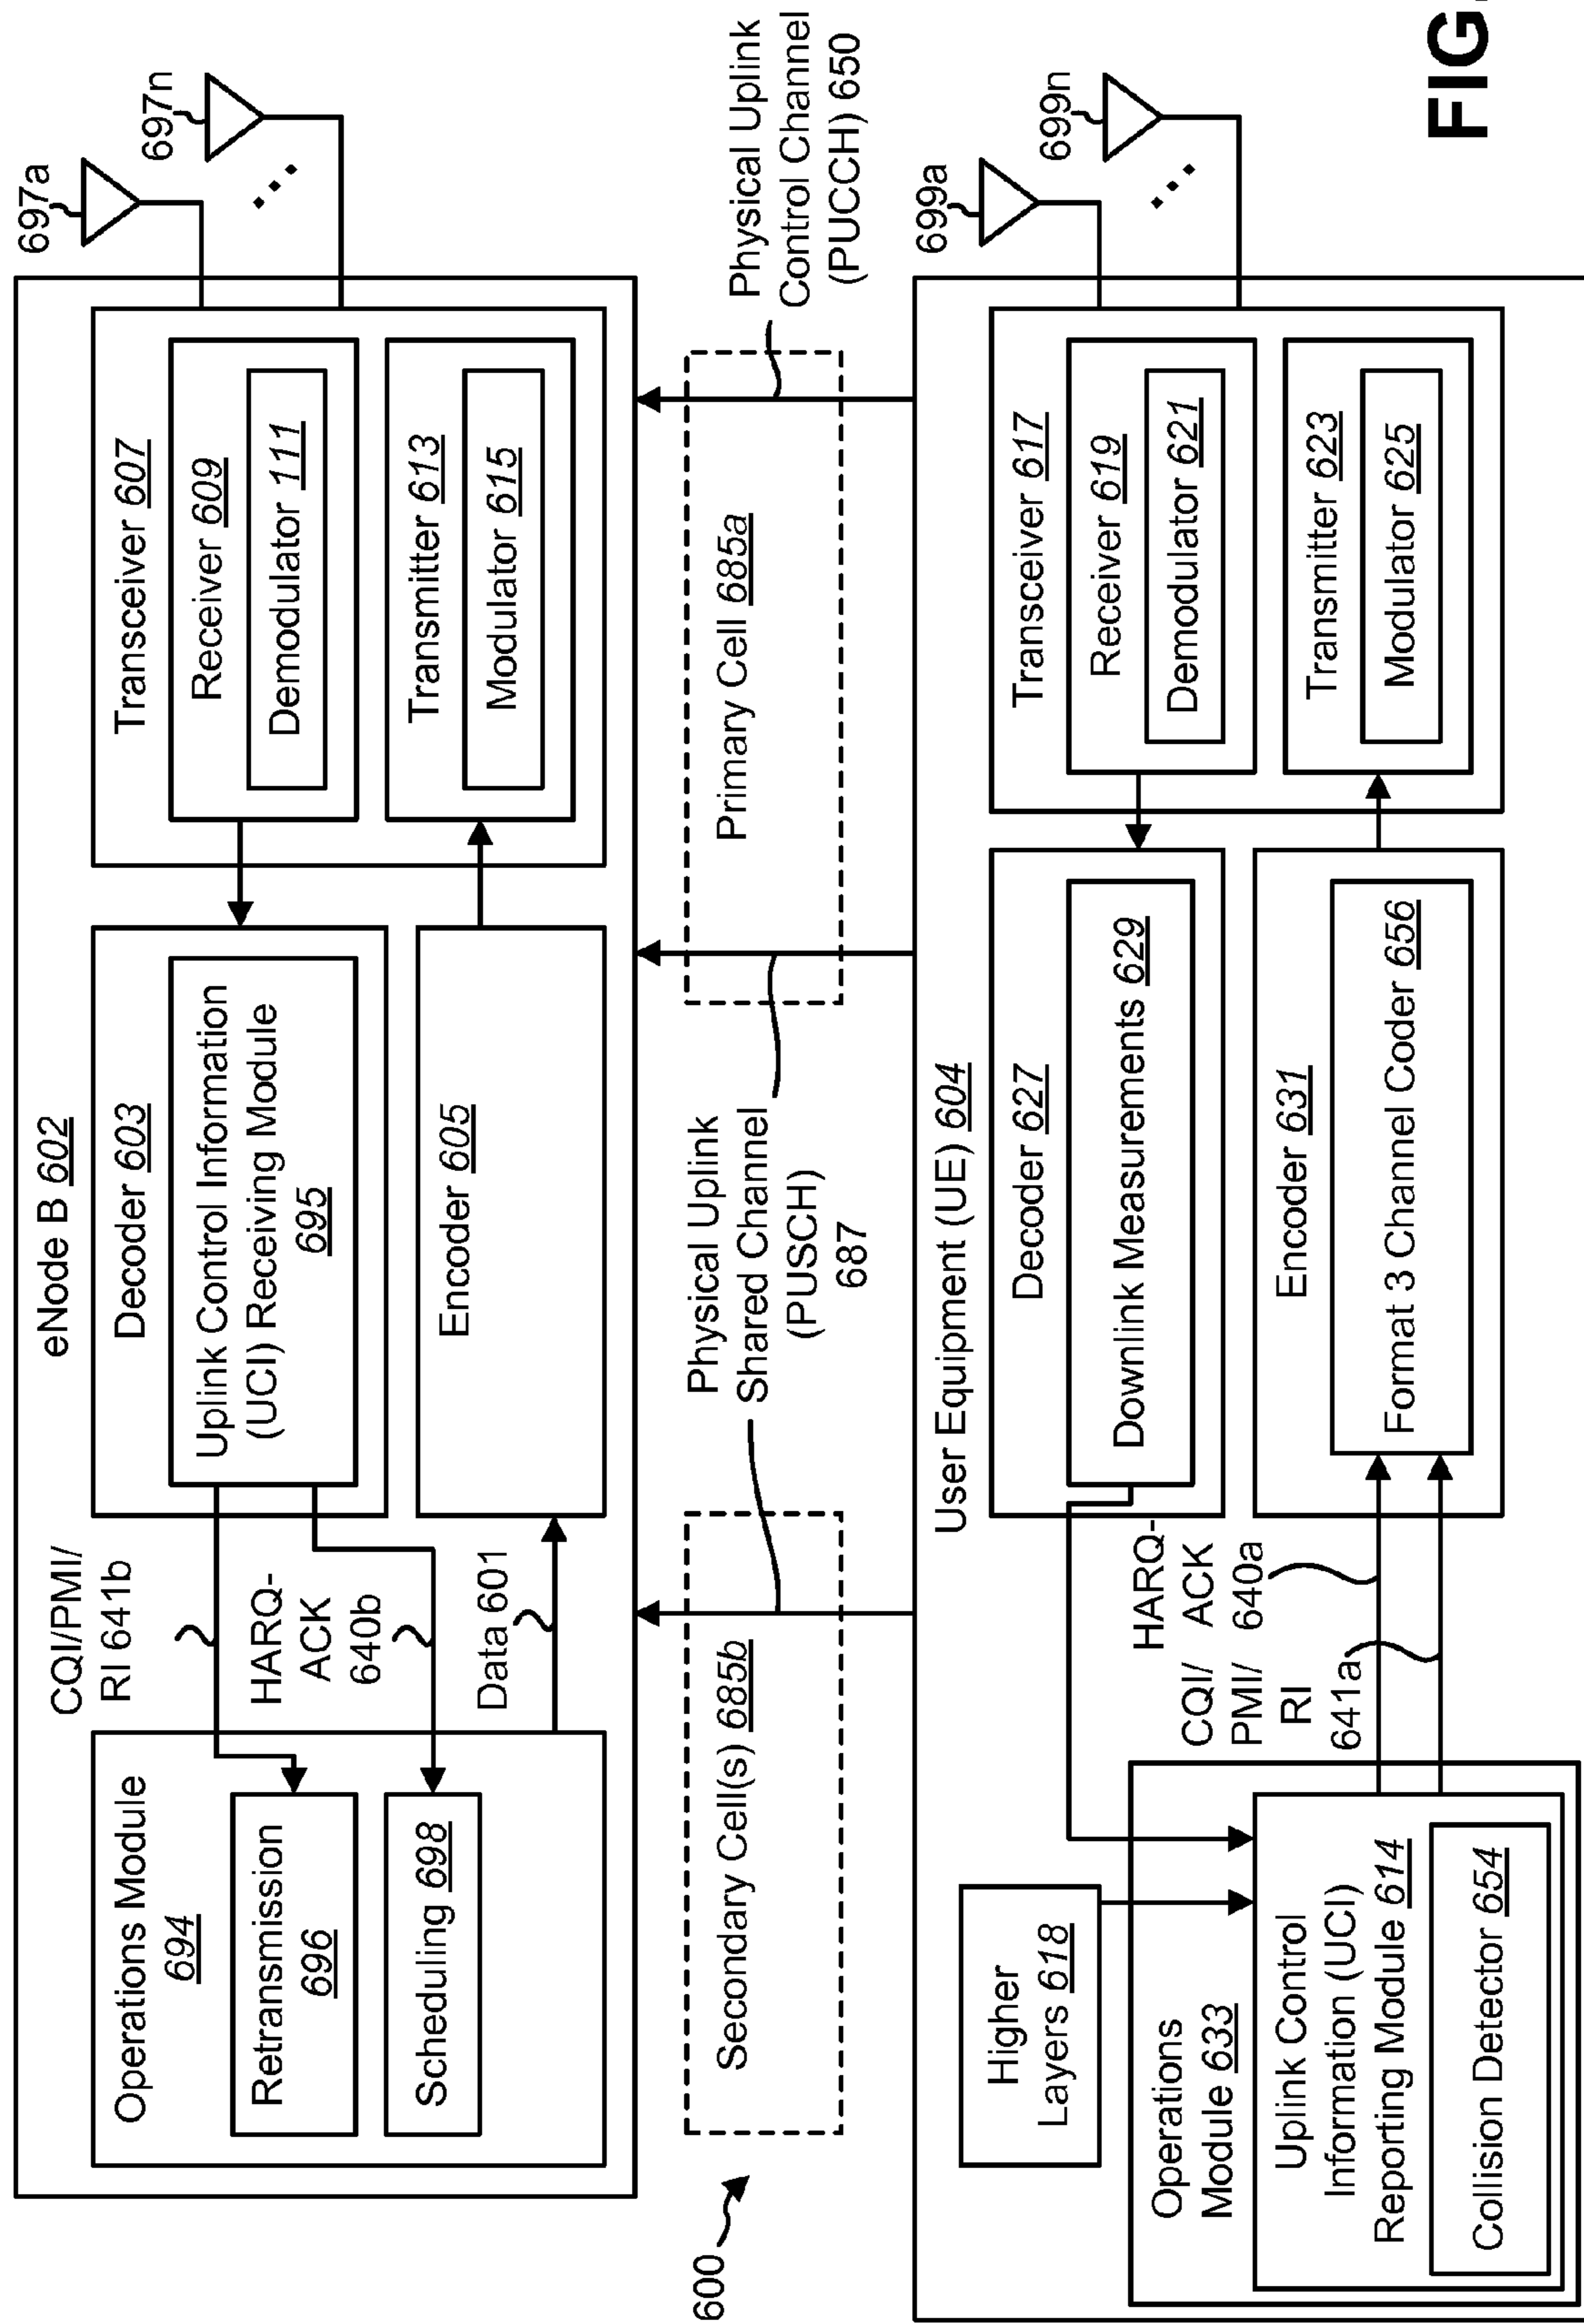 eNode B 602
Operations Module
694
Retransmission
696
Scheduling 698
CQI/PMI/
RI 641b
HARQ-
ACK
640b
Data 601
Decoder 603
Uplink Control Information
(UCI) Receiving Module
695
Encoder 605
Transceiver 607
Receiver 609
Demodulator 111
Transmitter 613
Modulator 615
697a
697n
600
Secondary Cell(s) 685b
Physical Uplink
Shared Channel
(PUSCH)
687
Primary Cell 685a
Physical Uplink
Control Channel
(PUCCH) 650
User Equipment (UE) 604
Higher
Layers 618
Operations
Module 633
Uplink Control
Information (UCI)
Reporting Module 614
Collision Detector 654
HARQ-
ACK
640a
CQI/
PMI/
RI
641a
Decoder 627
Downlink Measurements 629
Encoder 631
Format 3 Channel Coder 656
Transceiver 617
Receiver 619
Demodulator 621
Transmitter 623
Modulator 625
699a
699n
FIG.